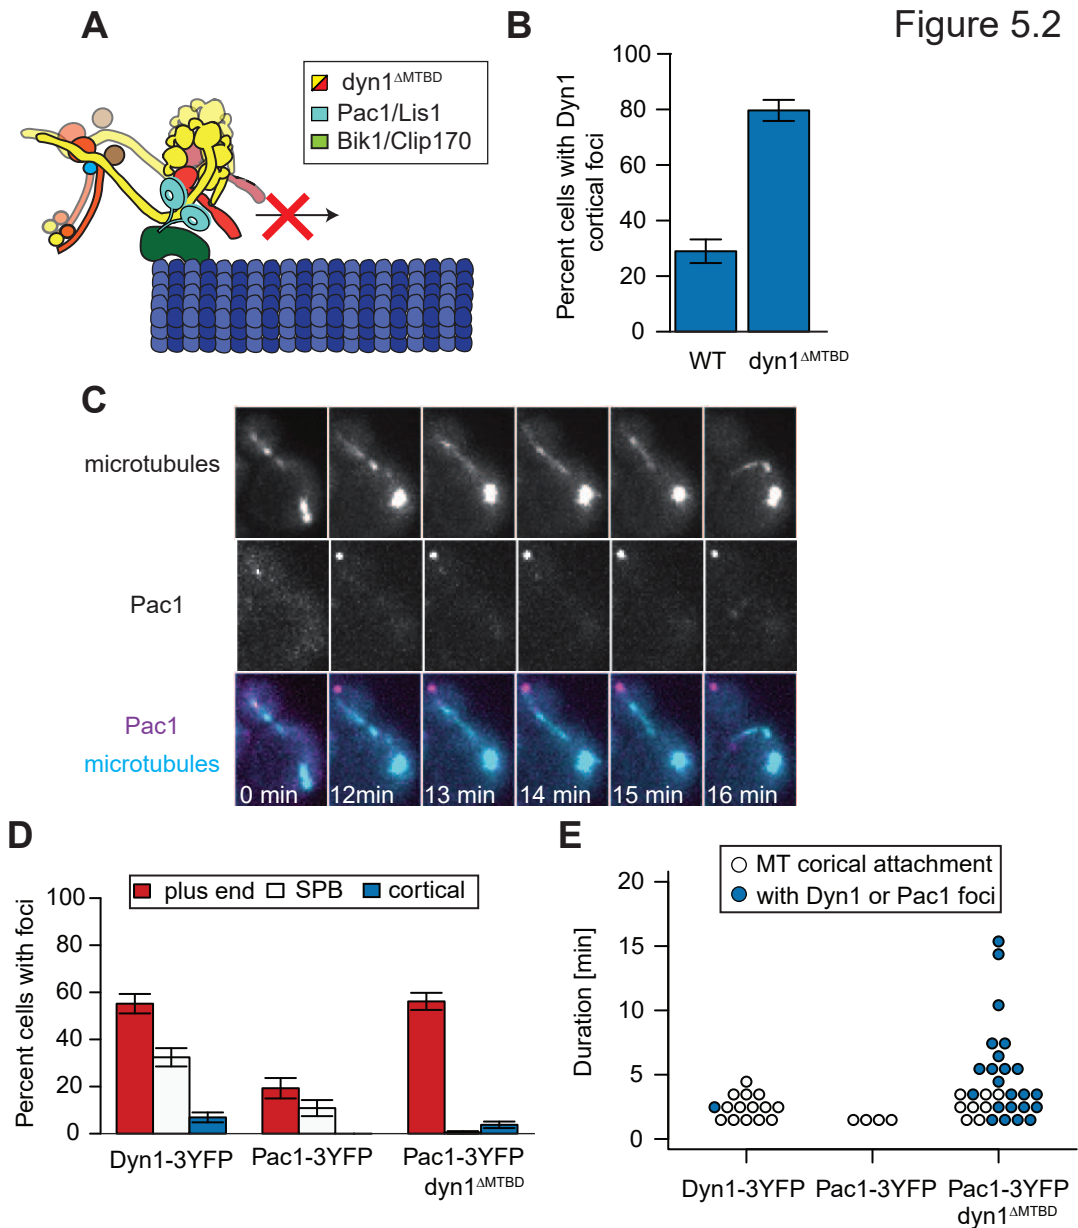 Figure 5.2
A
dyn1ΔMTBD
Pac1/Lis1
Bik1/Clip170
B
Percent cells with Dyn1
cortical foci
100
80
60
40
20
0
WT
dyn1ΔMTBD
C
microtubules
Pac1
Pac1
microtubules
0 min
12min
13 min
14 min
15 min
16 min
D
plus end
SPB
cortical
Percent cells with foci
100
80
60
40
20
0
Dyn1-3YFP
Pac1-3YFP
Pac1-3YFP
dyn1ΔMTBD
E
MT corical attachment
with Dyn1 or Pac1 foci
Duration [min]
20
15
10
5
0
Dyn1-3YFP
Pac1-3YFP
Pac1-3YFP
dyn1ΔMTBD